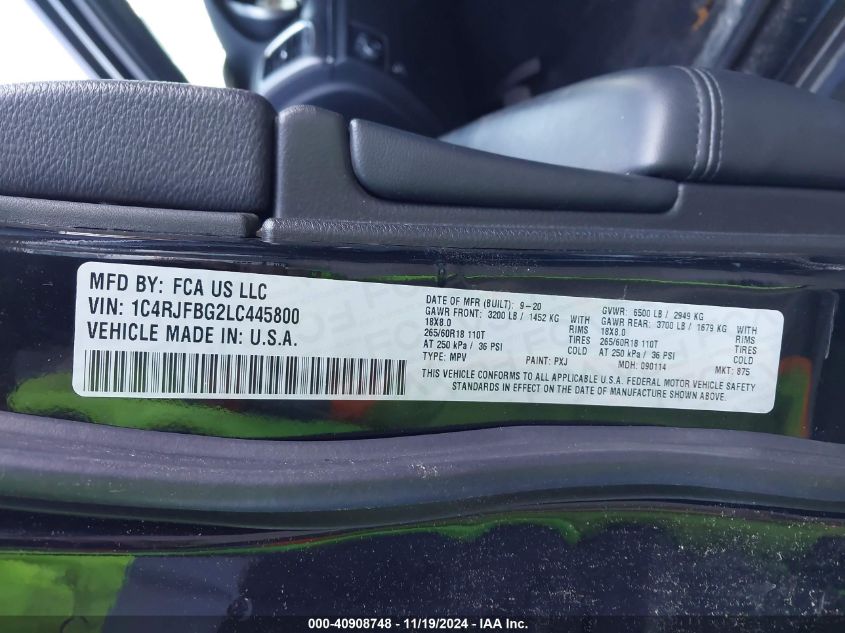 MFD BY: FCA US LLC
VIN: 1C4RJFBG2LC445800
VEHICLE MADE IN U.S.A.
DATE OF MFR (BUILT): 9-20 GVWR: 6500 LB / 2949 KG
GAWR FRONT: 3200 LB / 1452 KG WITH GAWR REAR: 3700 LB / 1679 KG WITH
18X8.0 RIMS 18X8.0 RIMS
265/60R18 110T TIRES 265/60R18 110T TIRES
AT 250 kPa / 36 PSI COLD AT 250 kPa / 36 PSI COLD
TYPE: MPV PAINT: PXJ MDH: 090114 MKT: 875
THIS VEHICLE CONFORMS TO ALL APPLICABLE U.S.A. FEDERAL MOTOR VEHICLE SAFETY
STANDARDS IN EFFECT ON THE DATE OF MANUFACTURE SHOWN ABOVE.
000-40908748 - 11/19/2024 - IAA Inc.